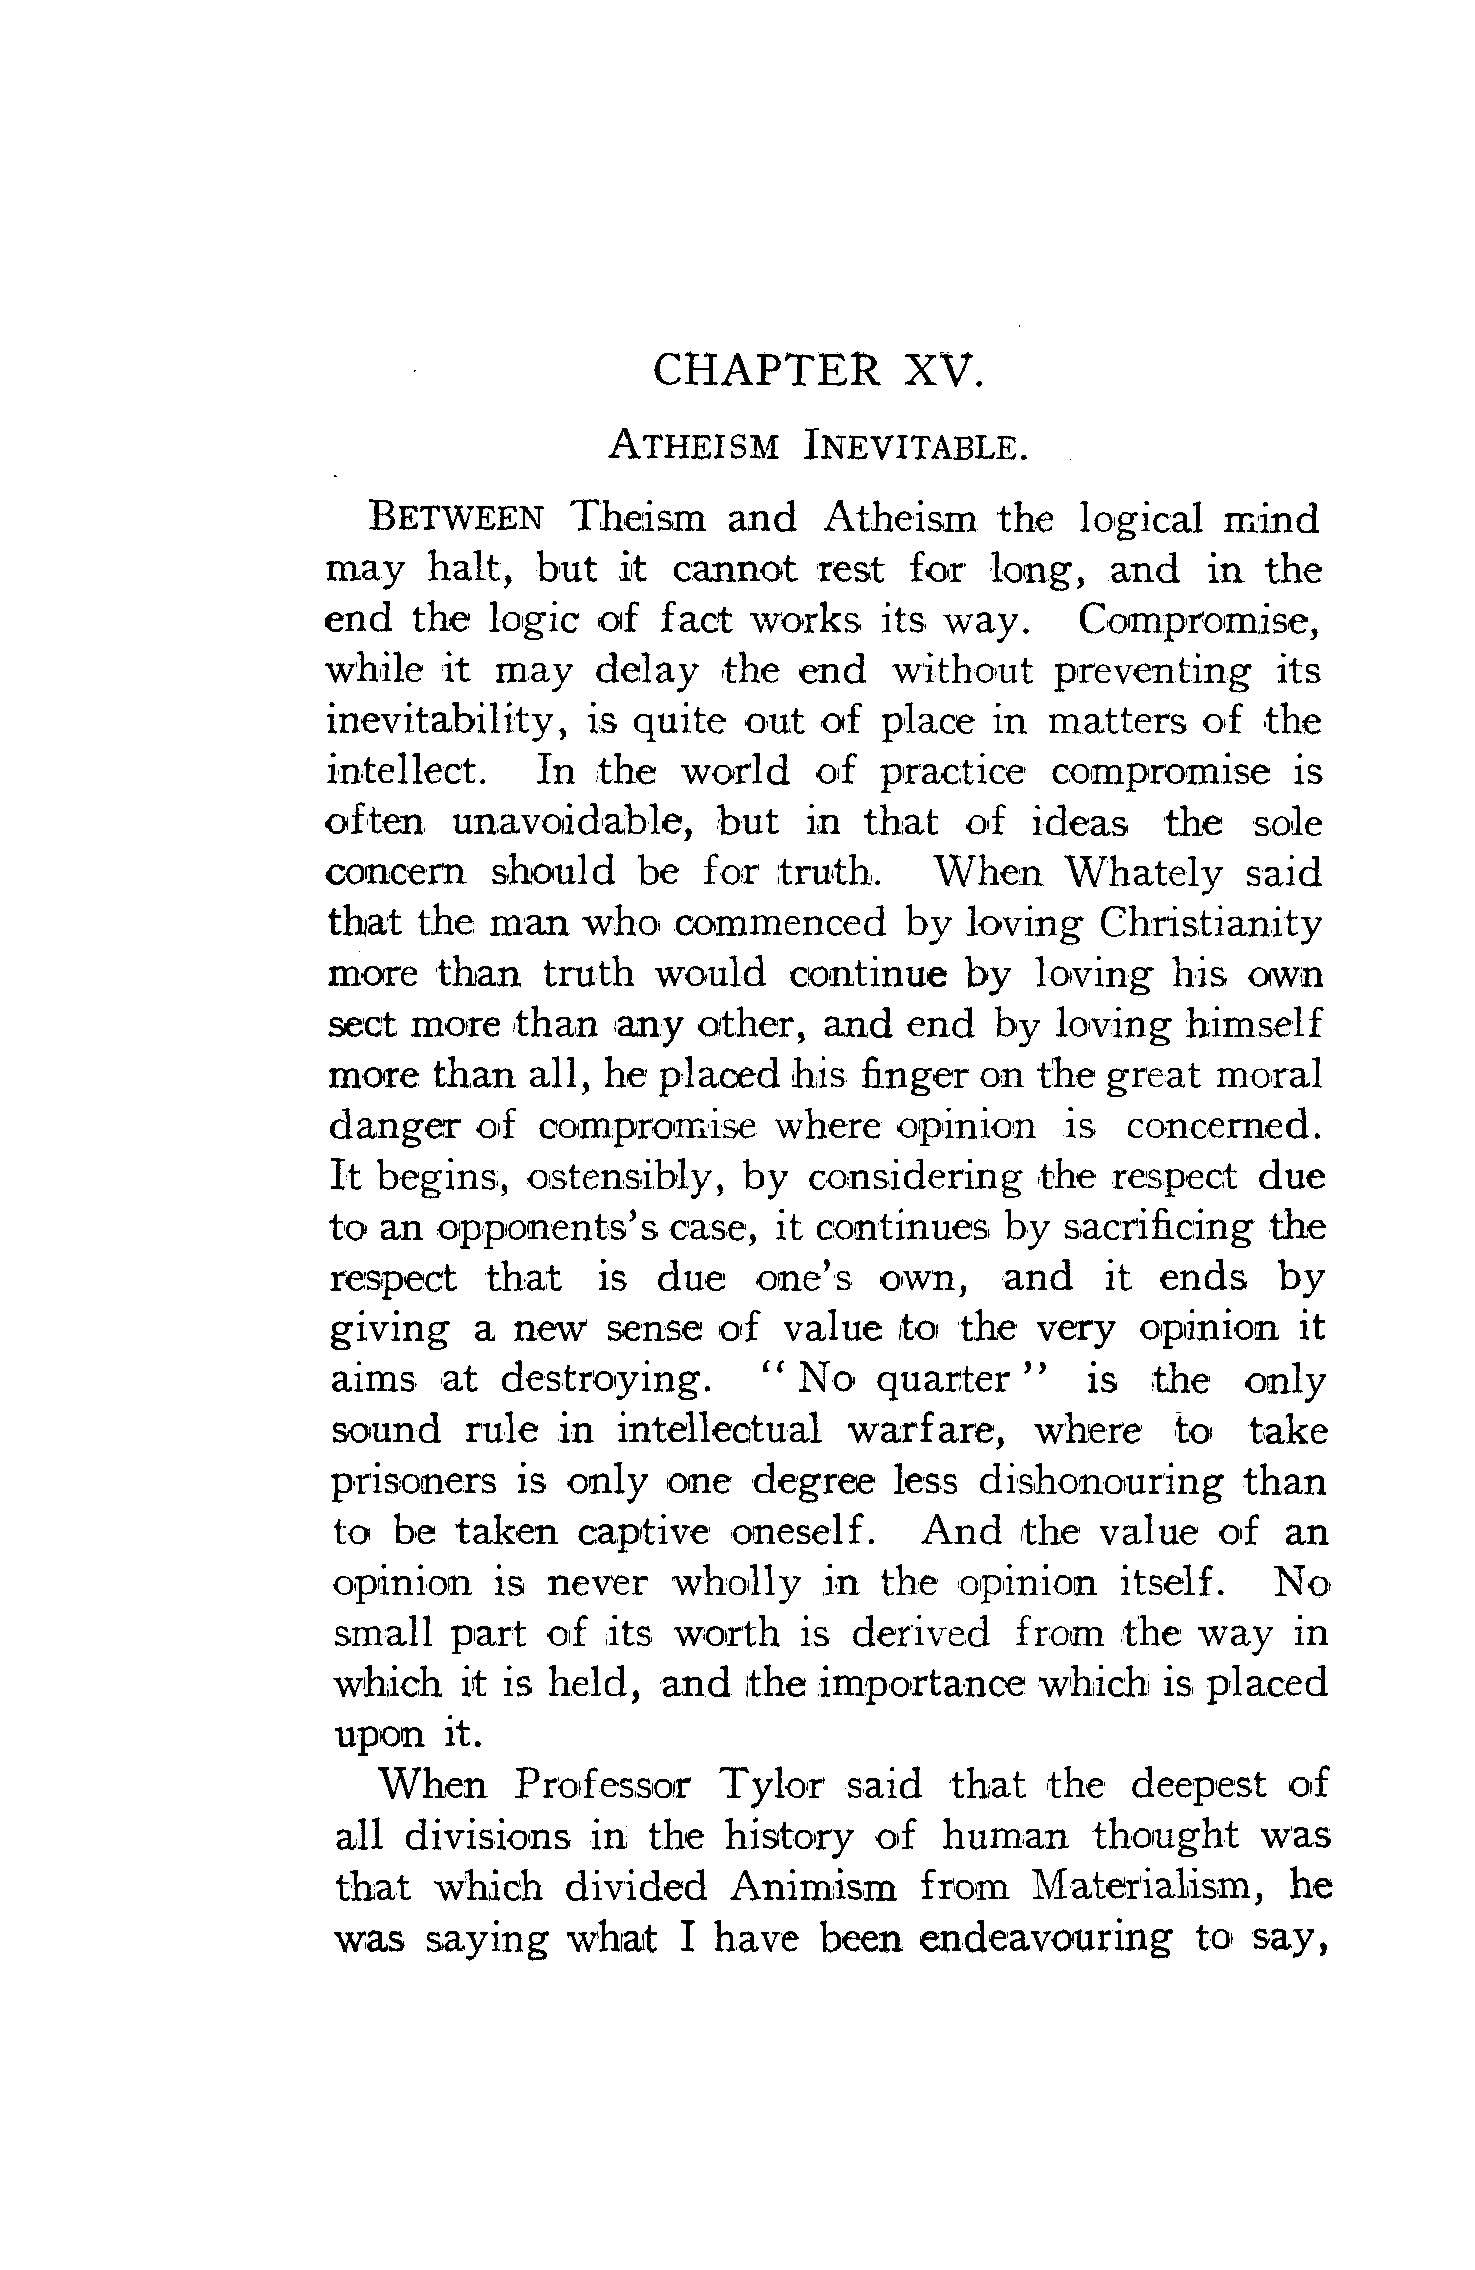 CHAPTER XV.
ATHEISM INEVITABLE.
BETWEEN Theism and Atheism the logical mind
may halt, but it cannot rest for long, and in the
end the logic of fact works its way. Compromise,
while it may delay the end without preventing its
inevitability, is quite out of place in matters of the
intellect. In the world of practice compromise is
often unavoidable, but in that of ideas the sole
concern should be for truth. When Whately said
that the man who commenced by loving Christianity
more than truth would continue by loving his own
sect more than any other, and end by loving himself
more than all, he placed his finger on the great moral
danger of compromise where opinion is concerned.
It begins, ostensibly, by considering the respect due
to an opponents's case, it continues by sacrificing the
respect that is due one's own, and it ends by
giving a new sense of value to the very opinion it
aims at destroying. " No quarter " is the only
sound rule in intellectual warfare, where to take
prisoners is only one degree less dishonouring than
to be taken captive oneself. And the value of an
opinion is never wholly in the opinion itself. No
small part of its worth is derived from the way in
which it is held, and the importance which is placed
upon it.
When Professor Tylor said that the deepest of
all divisions in the history of human thought was
that which divided Animism from Materialism, he
was saying what I have been endeavouring to say,